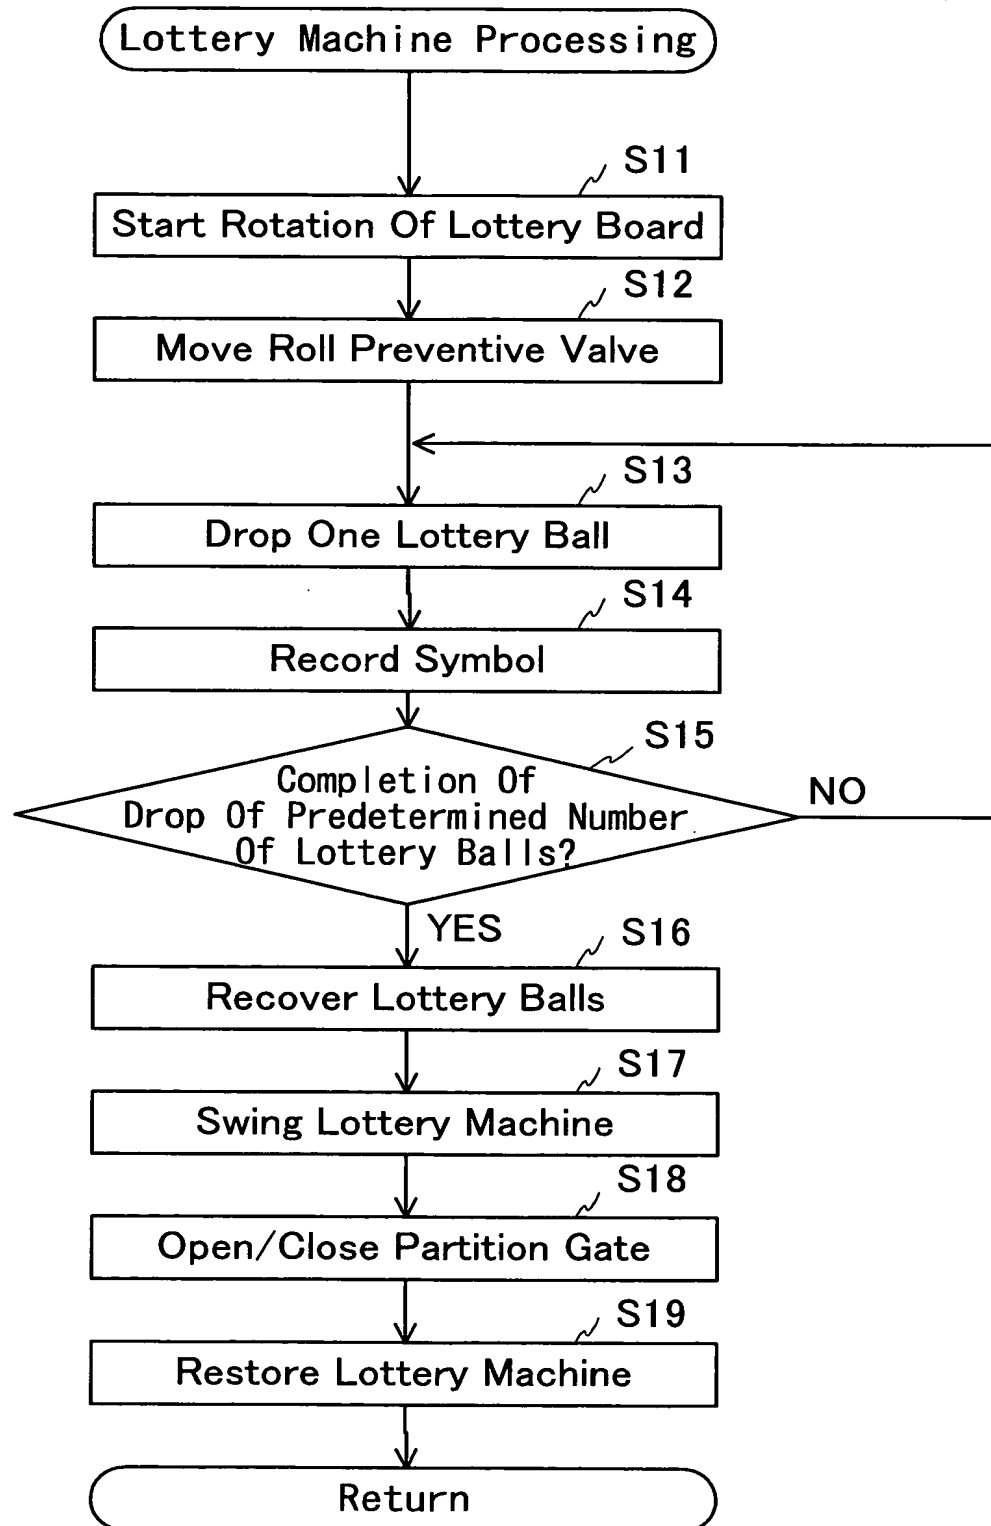 Lottery Machine Processing
S11
Start Rotation Of Lottery Board
S12
Move Roll Preventive Valve
S13
Drop One Lottery Ball
S14
Record Symbol
S15
Completion Of
Drop Of Predetermined Number
Of Lottery Balls?
NO
YES
S16
Recover Lottery Balls
S17
Swing Lottery Machine
S18
Open/Close Partition Gate
S19
Restore Lottery Machine
Return